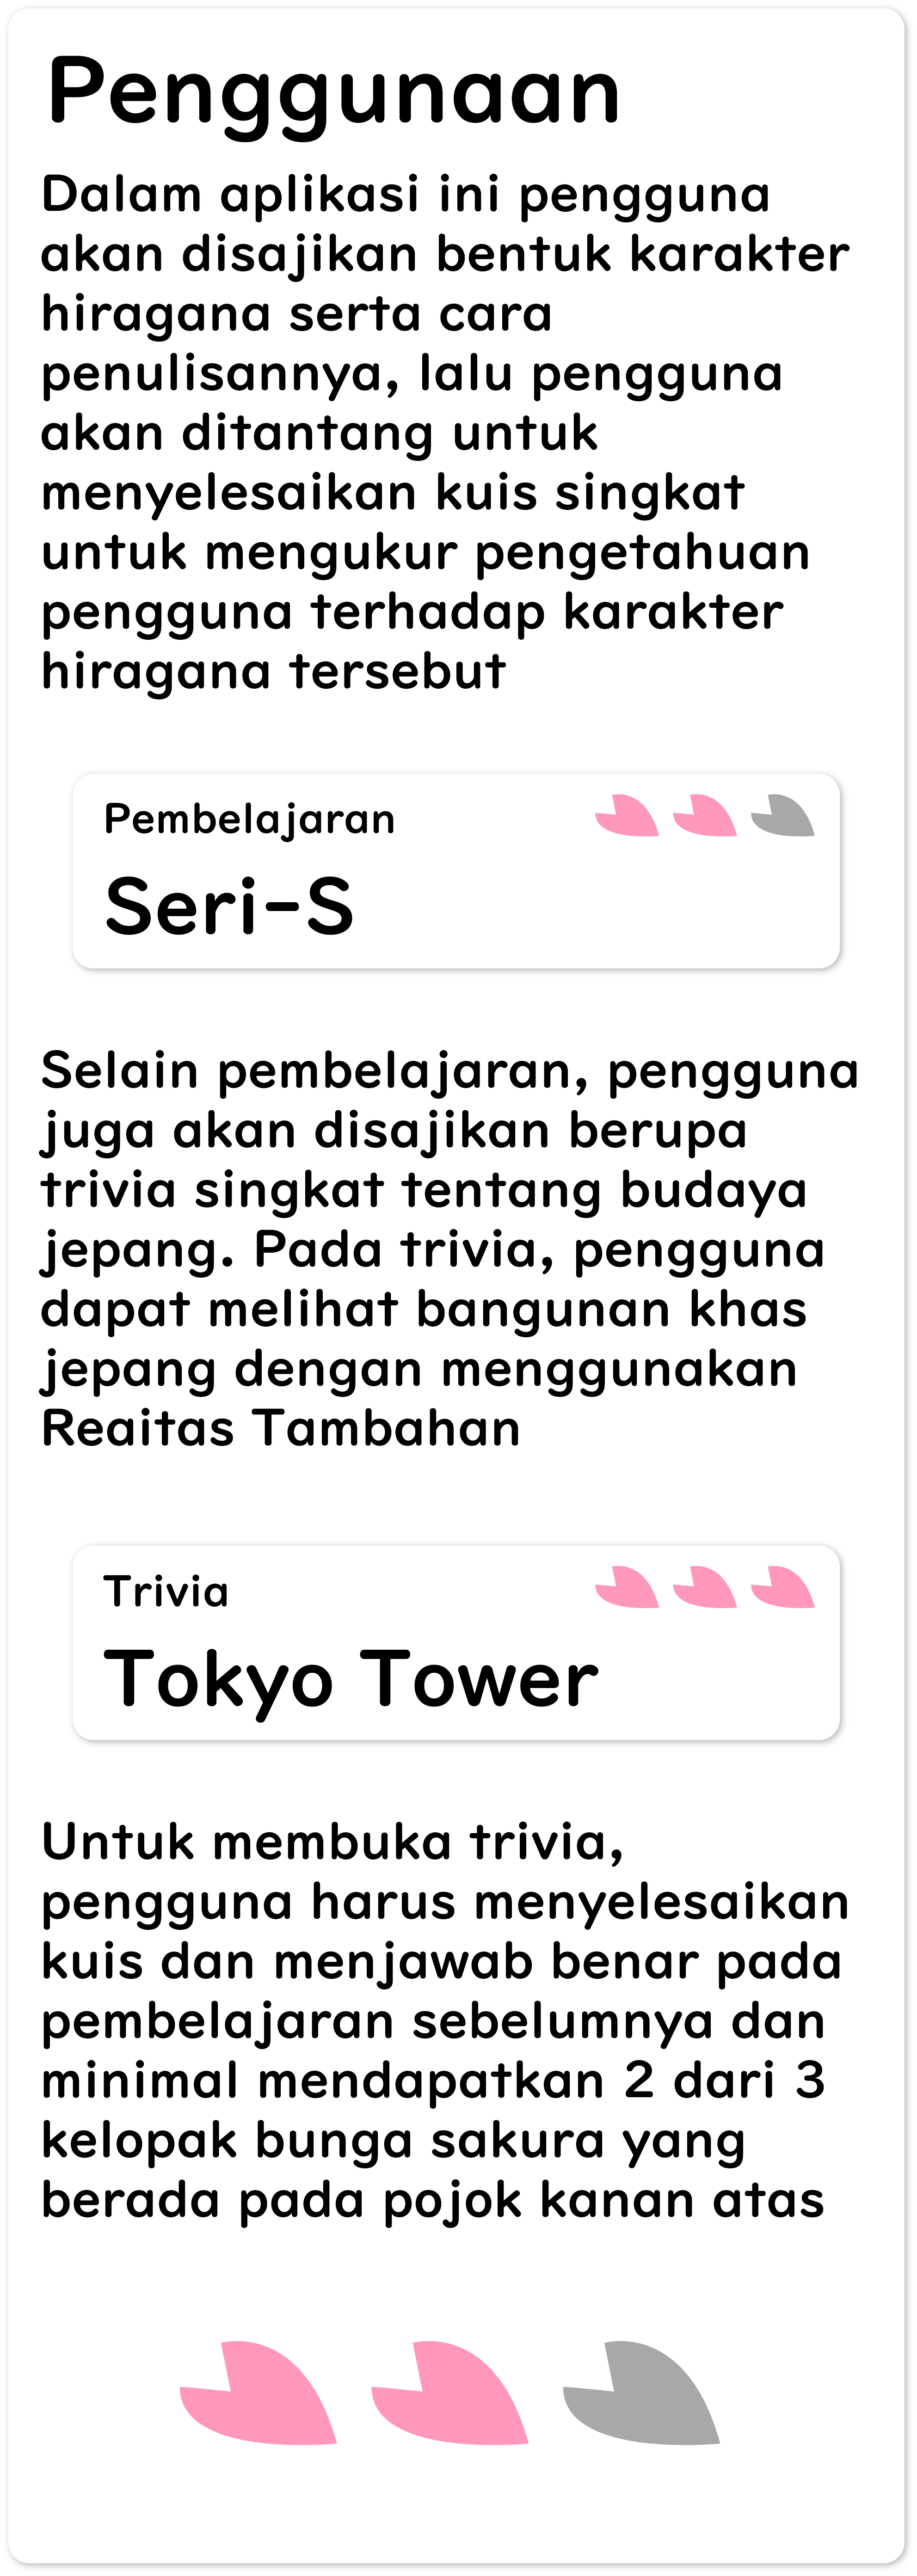 Penggunaan
Dalam aplikasi ini pengguna
akan disajikan bentuk karakter
hiragana serta cara
penulisannya, lalu pengguna
akan ditantang untuk
menyelesaikan kuis singkat
untuk mengukur pengetahuan
pengguna terhadap karakter
hiragana tersebut
Pembelajaran
Seri-S
Selain pembelajaran, pengguna
juga akan disajikan berupa
trivia singkat tentang budaya
jepang. Pada trivia, pengguna
dapat melihat bangunan khas
jepang dengan menggunakan
Reaitas Tambahan
Trivia
Tokyo Tower
Untuk membuka trivia,
pengguna harus menyelesaikan
kuis dan menjawab benar pada
pembelajaran sebelumnya dan
minimal mendapatkan 2 dari 3
kelopak bunga sakura yang
berada pada pojok kanan atas